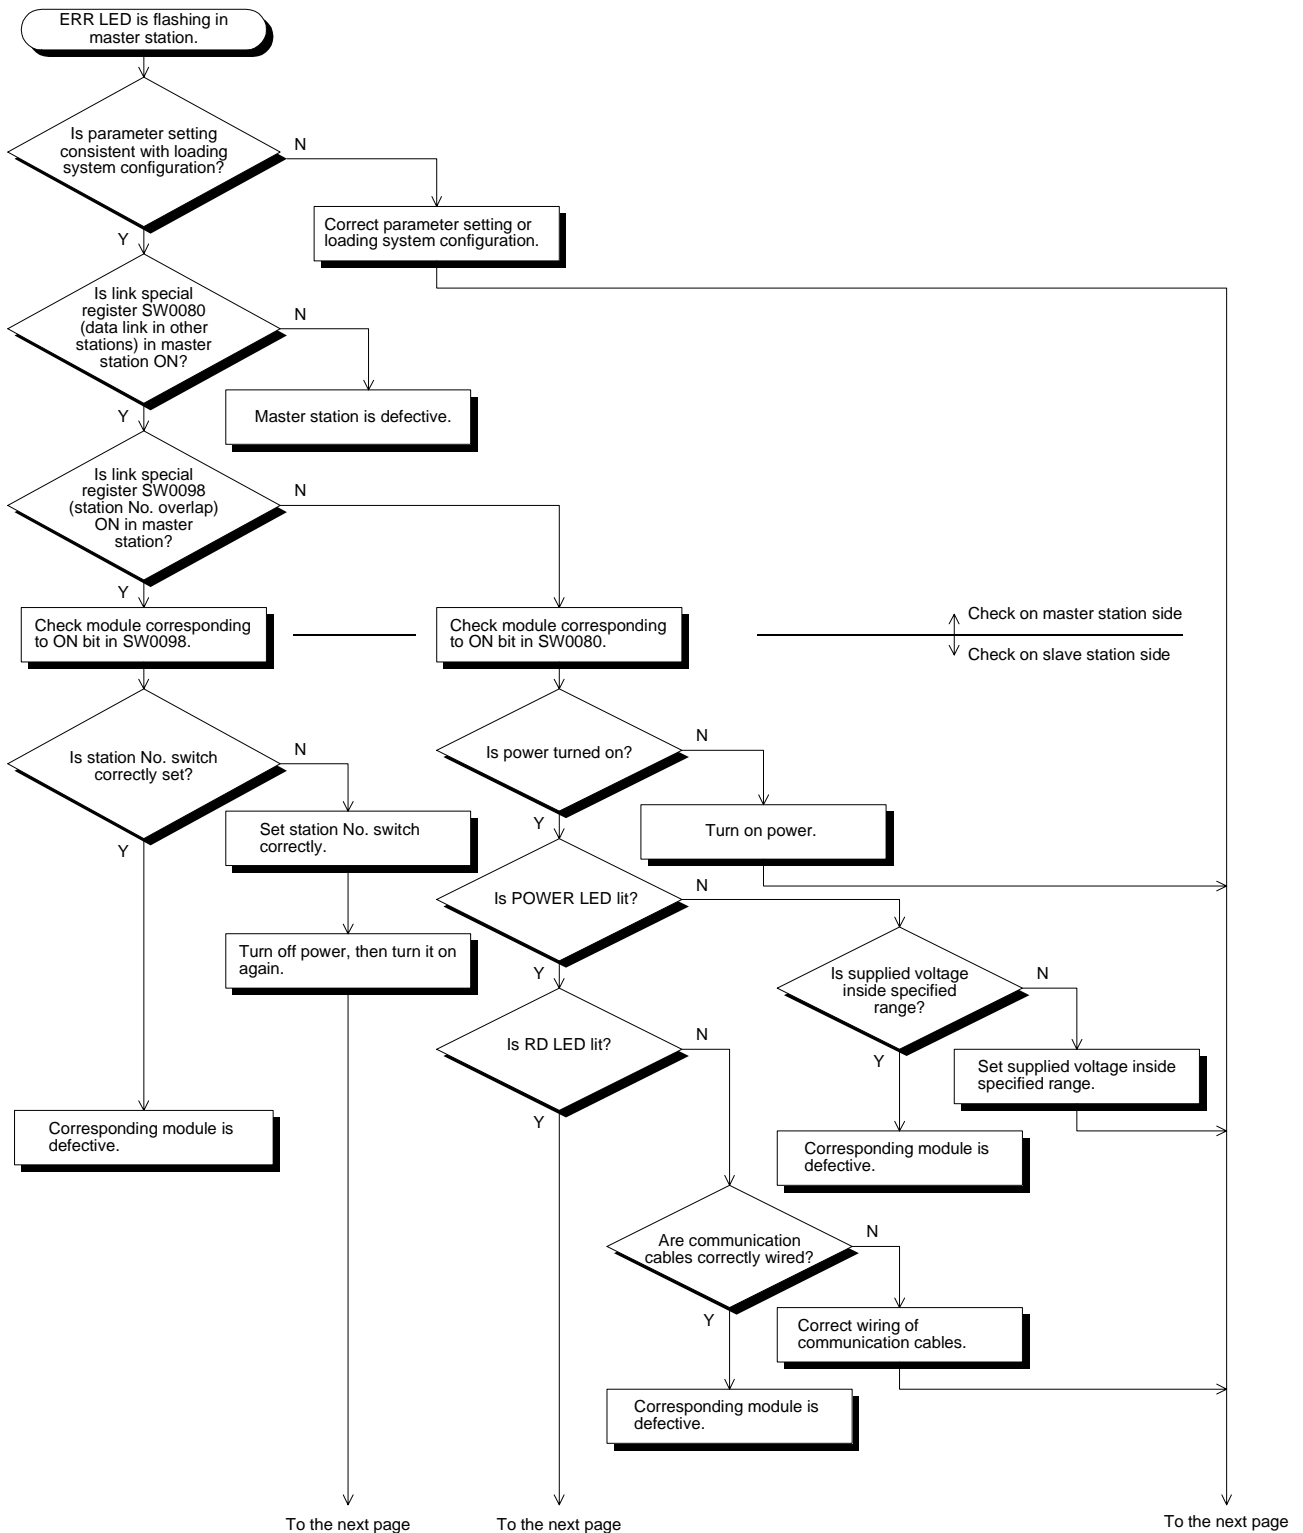 ERR LED is flashing in
master station.
Is parameter setting
consistent with loading
system configuration?
N
Y
Correct parameter setting or
loading system configuration.
Is link special
register SW0080
(data link in other
stations) in master
station ON?
N
Y
Master station is defective.
Is link special
register SW0098
(station No. overlap)
ON in master
station?
N
Y
Check module corresponding
to ON bit in SW0098.
Check module corresponding
to ON bit in SW0080.
Check on master station side
Check on slave station side
Is station No. switch
correctly set?
N
Y
Set station No. switch
correctly.
Turn off power, then turn it on
again.
Corresponding module is
defective.
Is power turned on?
N
Y
Turn on power.
Is POWER LED lit?
N
Y
Is supplied voltage
inside specified
range?
N
Y
Set supplied voltage inside
specified range.
Corresponding module is
defective.
Is RD LED lit?
N
Y
Are communication
cables correctly wired?
N
Y
Correct wiring of
communication cables.
Corresponding module is
defective.
To the next page
To the next page
To the next page